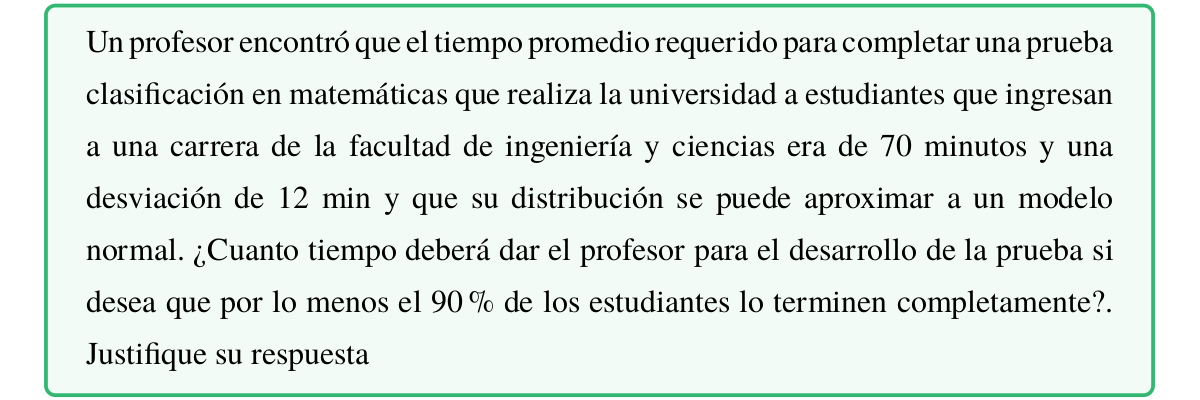 Un profesor encontró que el tiempo promedio requerido para completar una prueba
clasificación en matemáticas que realiza la universidad a estudiantes que ingresan
a una carrera de la facultad de ingeniería y ciencias era de 70 minutos y una
desviación de 12 min y que su distribución se puede aproximar a un modelo
normal. ¿Cuanto tiempo deberá dar el profesor para el desarrollo de la prueba si
desea que por lo menos el 90 % de los estudiantes lo terminen completamente?.
Justifique su respuesta